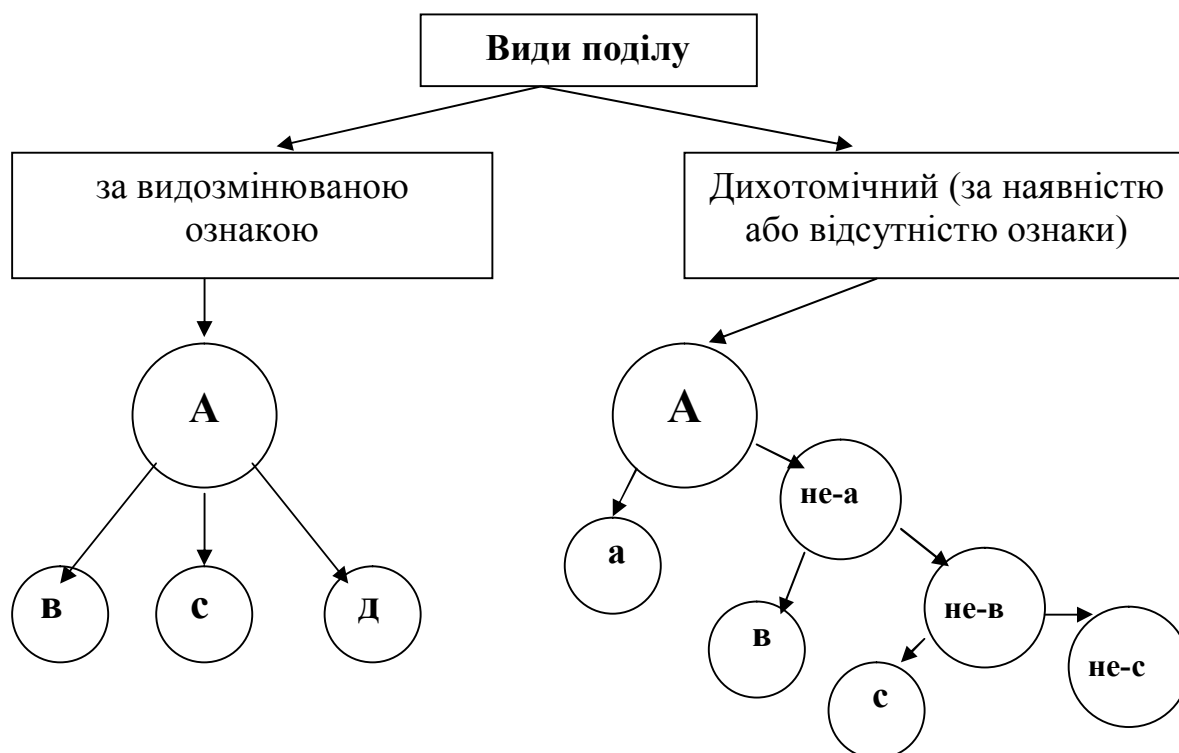 Види поділу
за видозмінюваною
ознакою
Дихотомічний (за наявністю
або відсутністю ознаки)
А
в
с
д
А
не-а
а
в
не-в
с
не-с